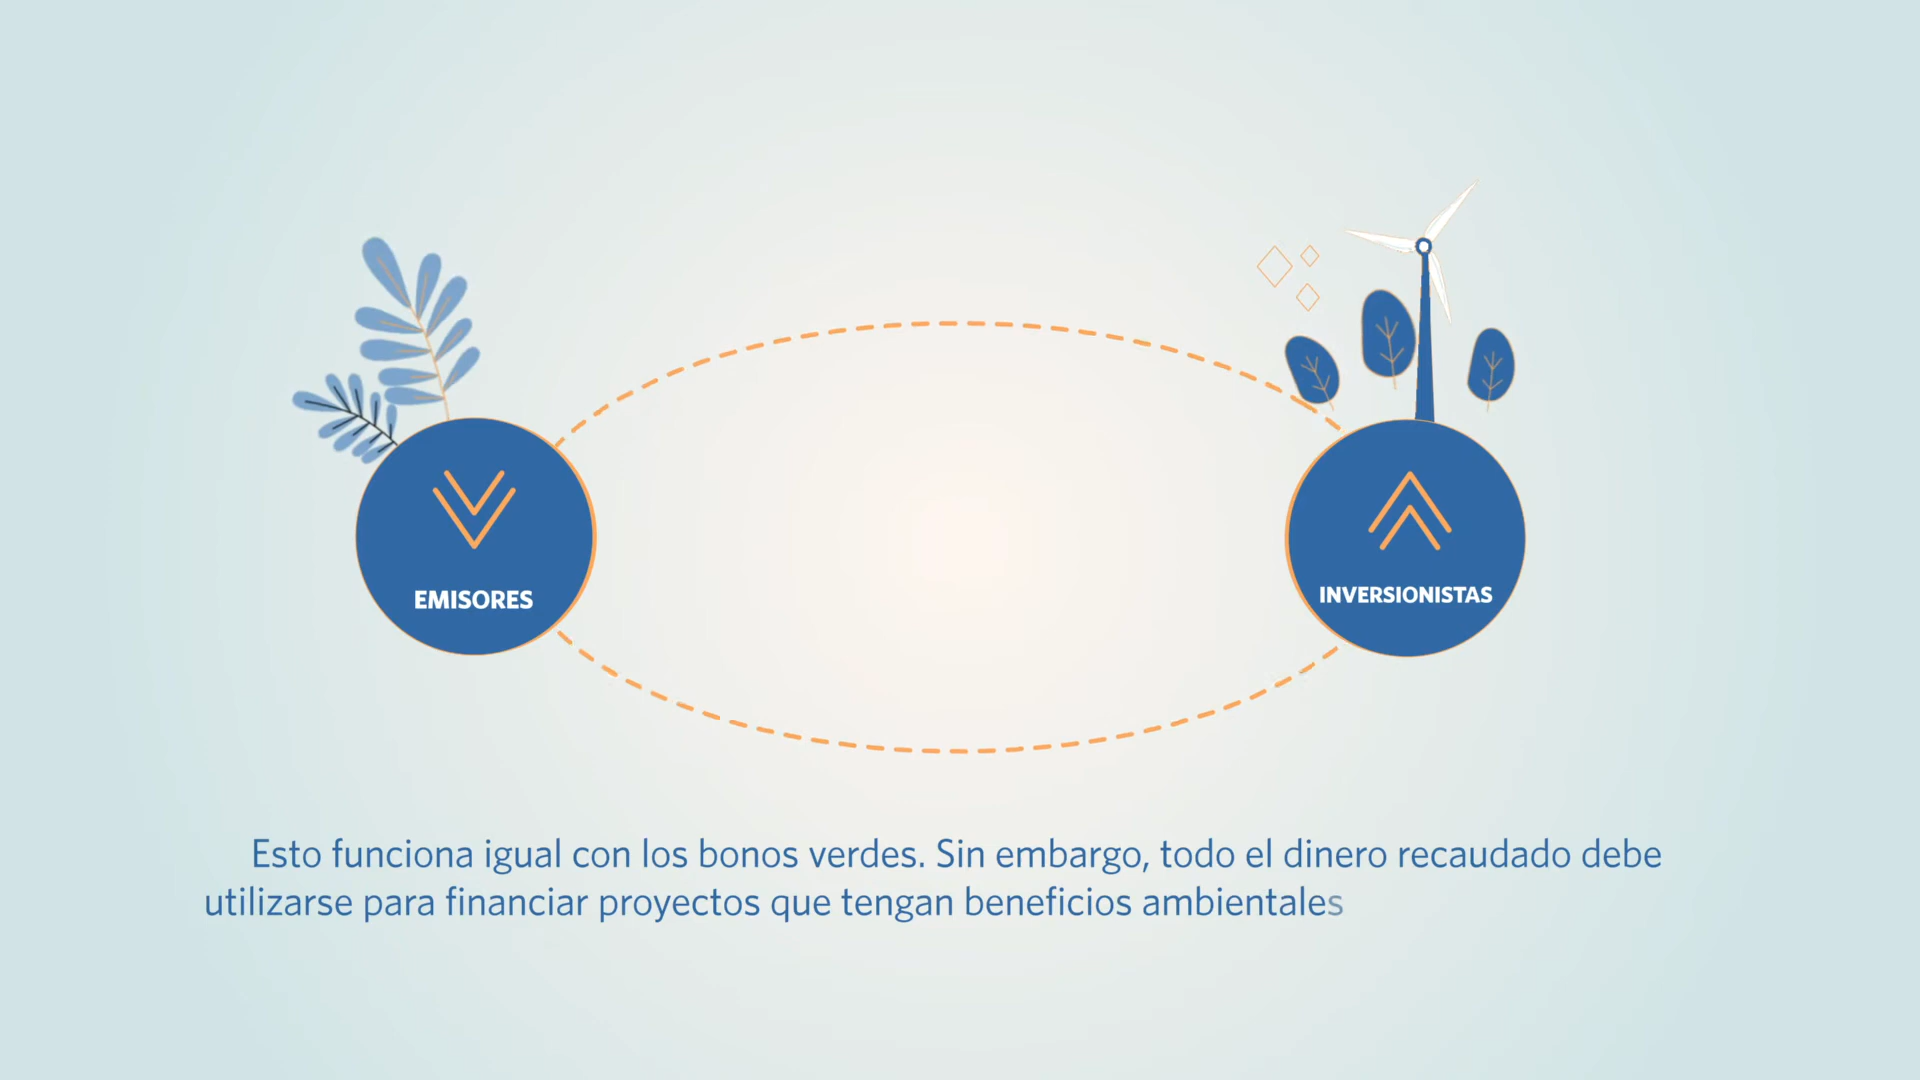 EMISORES
INVERSIONISTAS
Esto funciona igual con los bonos verdes. Sin embargo, todo el dinero recaudado debe
utilizarse para financiar proyectos que tengan beneficios ambientales